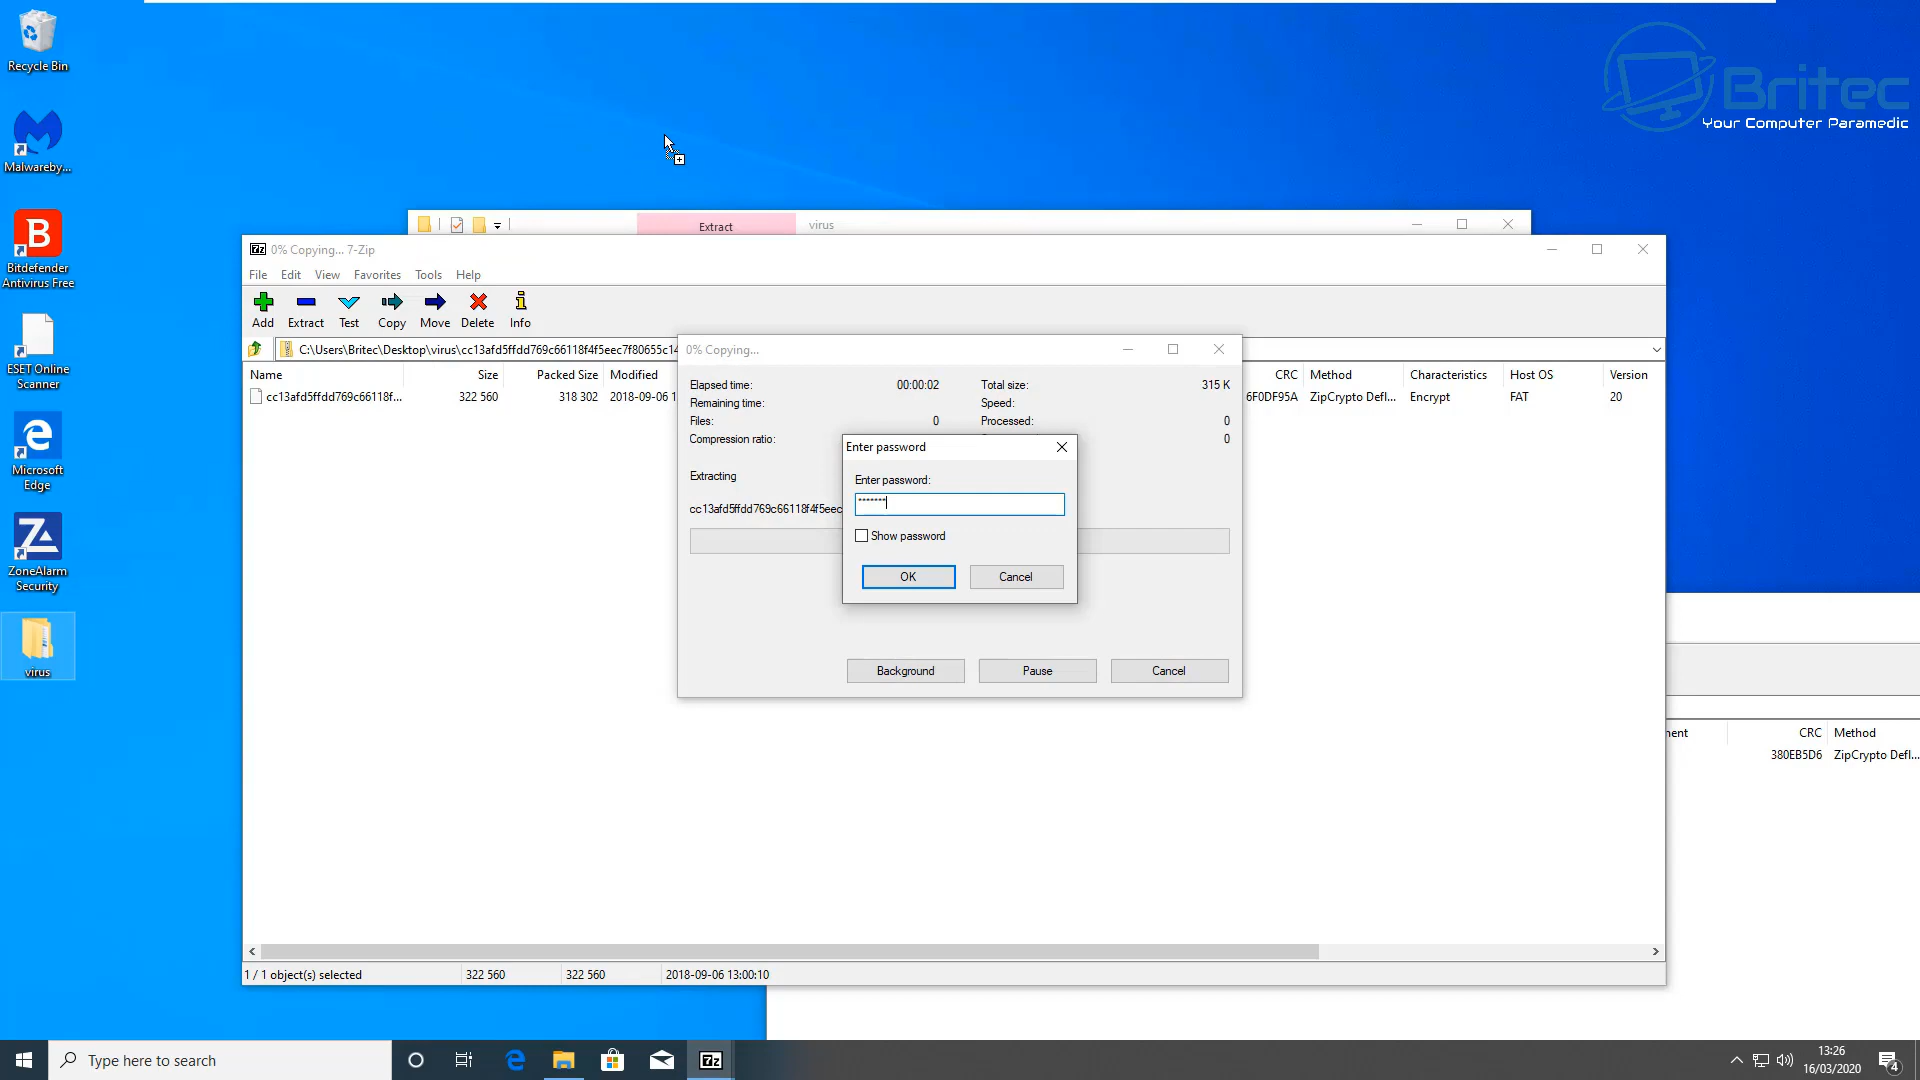 Recycle Bin
Malwareby...
Bitdefender
Antivirus Free
ESET Online
Scanner
Microsoft
Edge
ZoneAlarm
Security
virus
Britec
Your Computer Paramedic
Extract
virus
0% Copying... 7-Zip
File Edit View Favorites Tools Help
Add Extract Test Copy Move Delete Info
C:\Users\Britec\Desktop\virus\cc13afd5ffdd769c66118f4f5eec7f80655c14
Name Size Packed Size Modified CRC Method Characteristics Host OS Version
cc13afd5ffdd769c66118f... 322 560 318 302 2018-09-06 1 6F0DF95A ZipCrypto Defl... Encrypt FAT 20
0% Copying...
Elapsed time: 00:00:02 Total size: 315 K
Remaining time: Speed:
Files: 0 Processed: 0
Compression ratio: 0
Extracting
cc13afd5ffdd769c66118f4f5eec
Enter password
Enter password:
*******
Show password
OK Cancel
Background Pause Cancel
ment CRC Method
380EB5D6 ZipCrypto Defl...
1 / 1 object(s) selected 322 560 322 560 2018-09-06 13:00:10
Type here to search
7z
13:26
16/03/2020
4